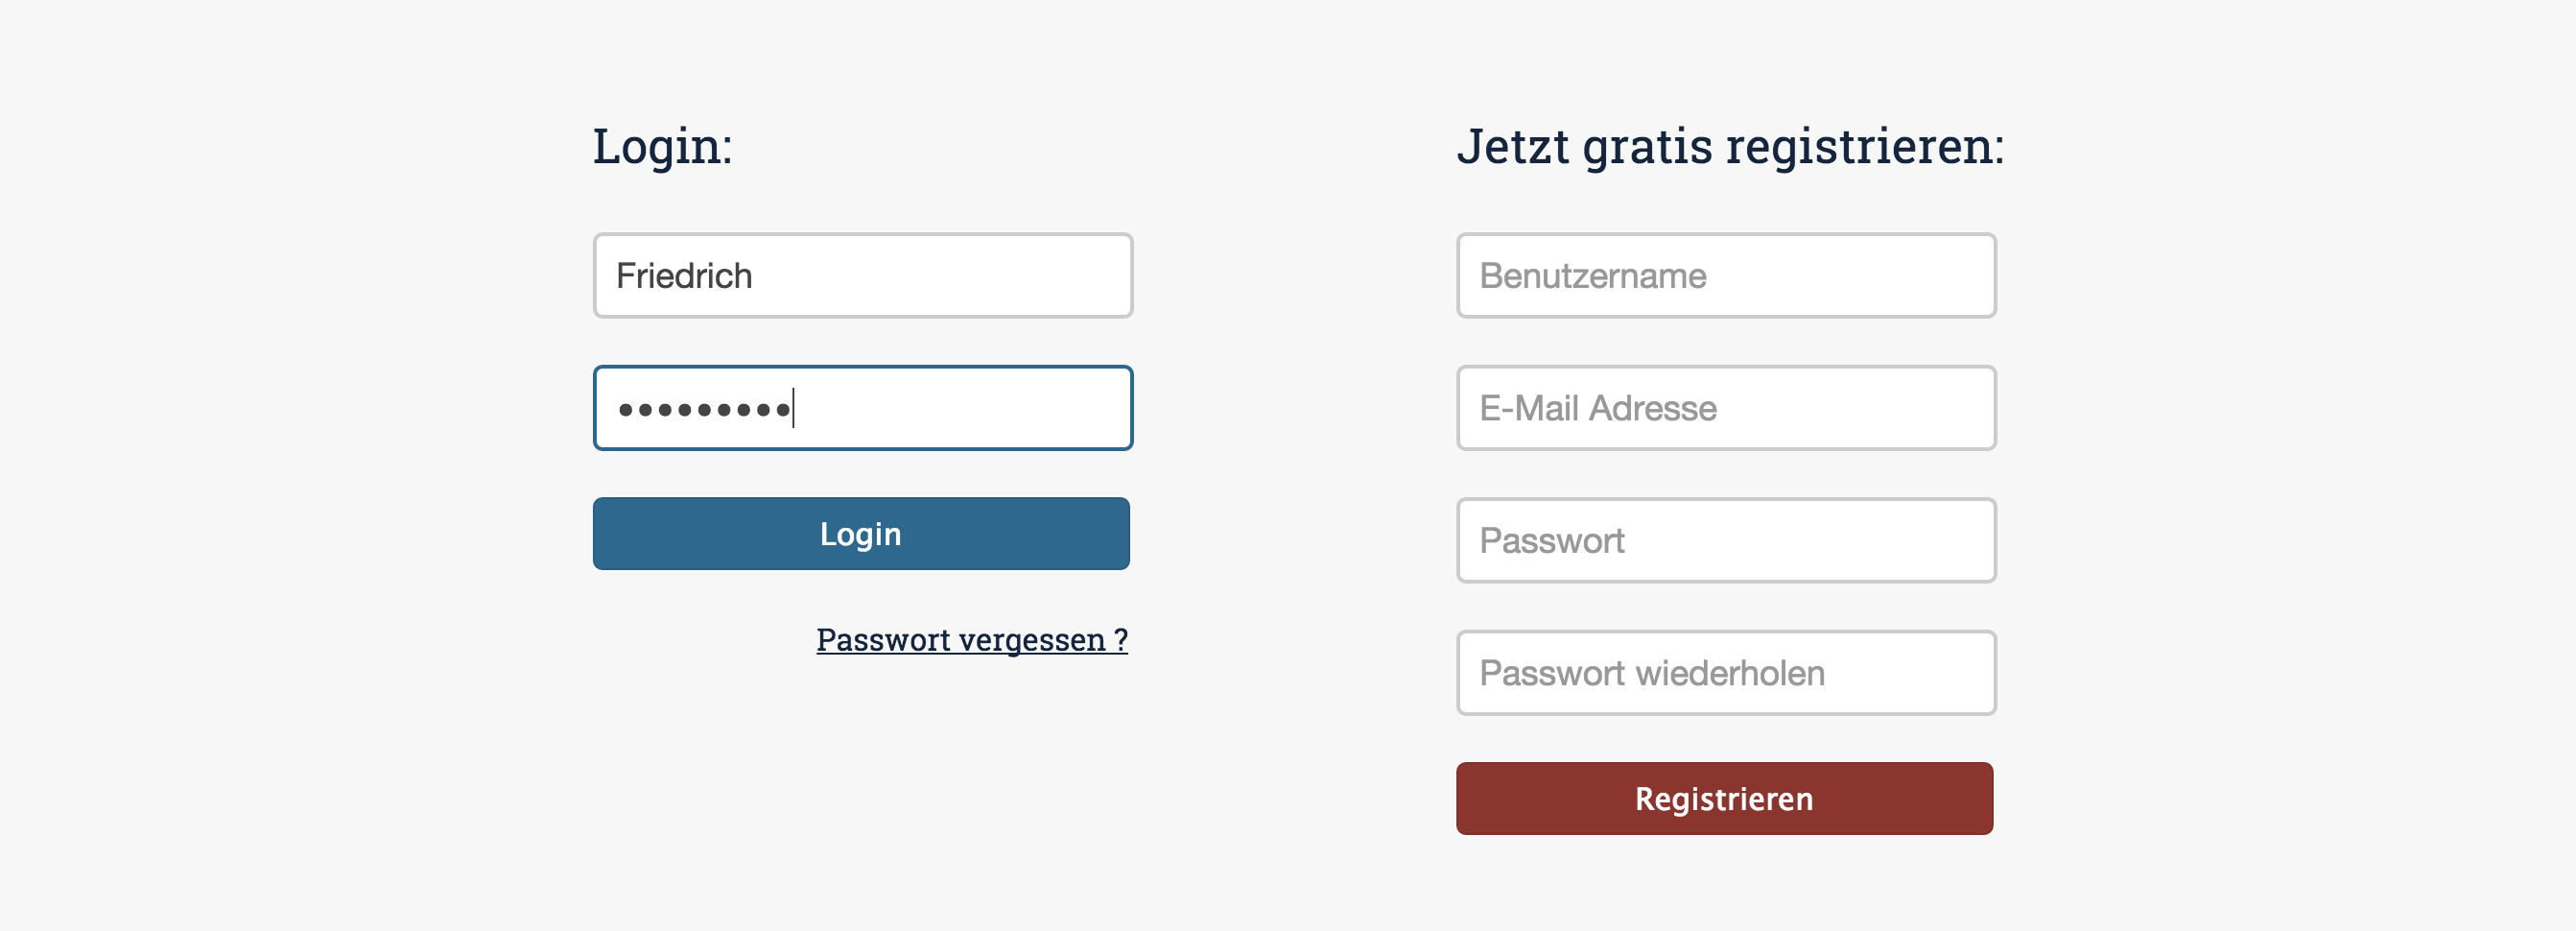 Login:
Friedrich
•••••••••
Login
Passwort vergessen ?
Jetzt gratis registrieren:
Benutzername
E-Mail Adresse
Passwort
Passwort wiederholen
Registrieren